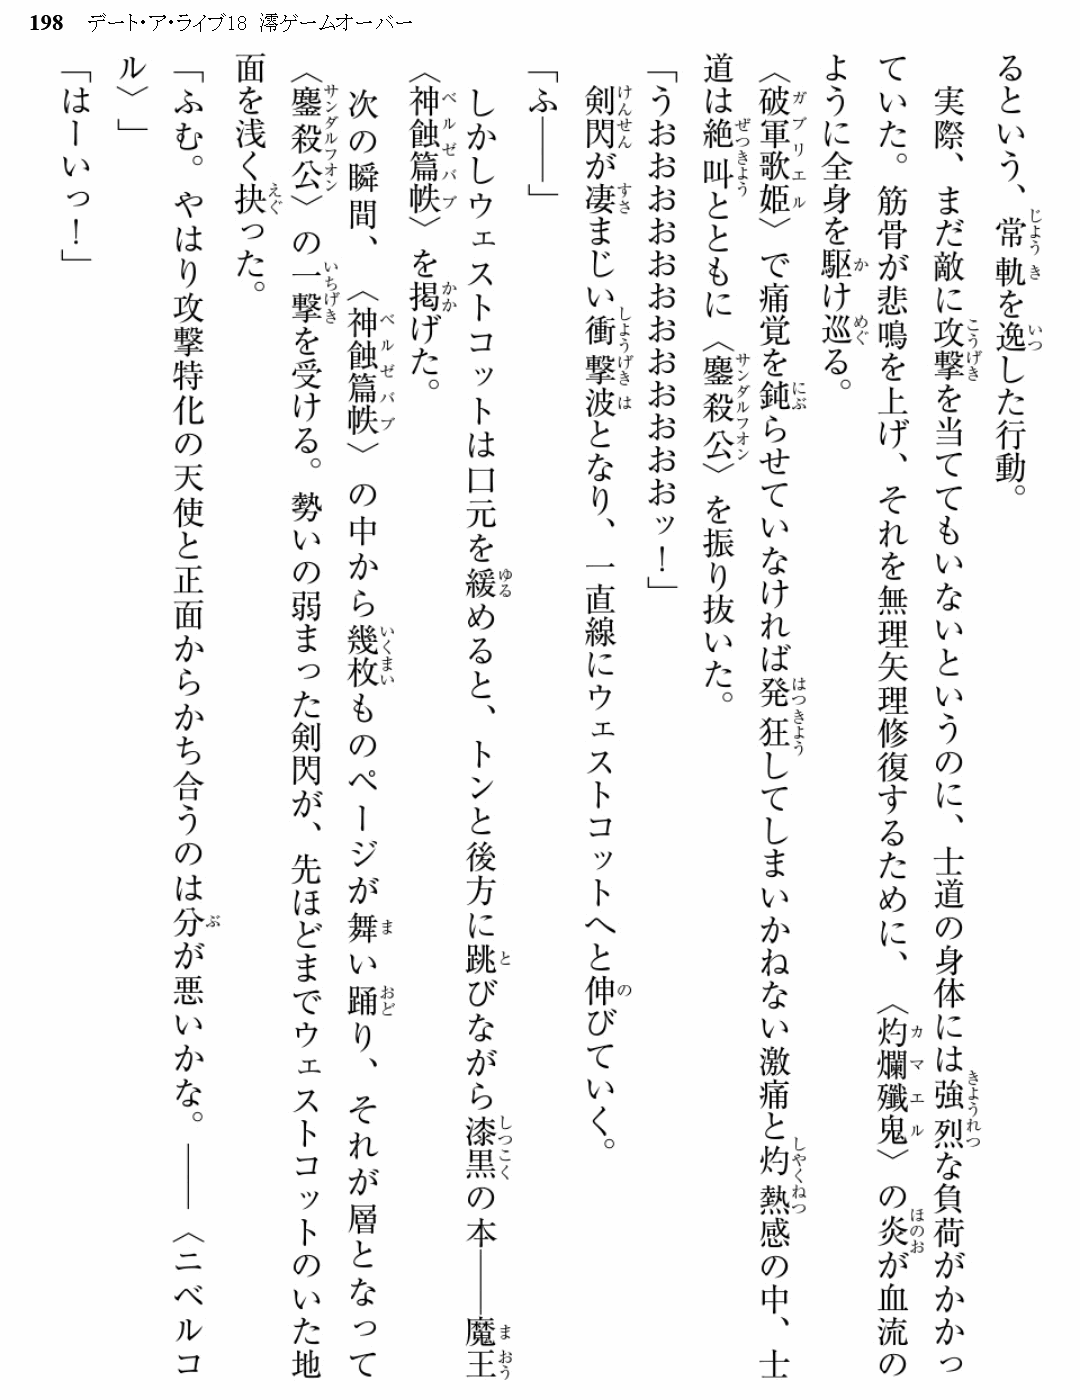 198 デート・ア・ライブ18 澪ゲームオーバー
るという、常軌を逸した行動。
　実際、まだ敵に攻撃を当ててもいないというのに、士道の身体には強烈な負荷がかかっ
ていた。筋骨が悲鳴を上げ、それを無理矢理修復するために、〈灼爛殲鬼〉の炎が血流の
ように全身を駆け巡る。
〈破軍歌姫〉で痛覚を鈍らせていなければ発狂してしまいかねない激痛と灼熱感の中、士
道は絶叫とともに〈鏖殺公〉を振り抜いた。
「うおおおおおおおおおおおおおッ！」
　剣閃が凄まじい衝撃波となり、一直線にウェストコットへと伸びていく。
「ふ――」
　しかしウェストコットは口元を緩めると、トンと後方に跳びながら漆黒の本――魔王
〈神蝕篇帙〉を掲げた。
　次の瞬間、〈神蝕篇帙〉の中から幾枚ものページが舞い踊り、それが層となって
〈鏖殺公〉の一撃を受ける。勢いの弱まった剣閃が、先ほどまでウェストコットのいた地
面を浅く抉った。
「ふむ。やはり攻撃特化の天使と正面からかち合うのは分が悪いかな。――〈ニベルコ
ル〉」
「はーいっ！」